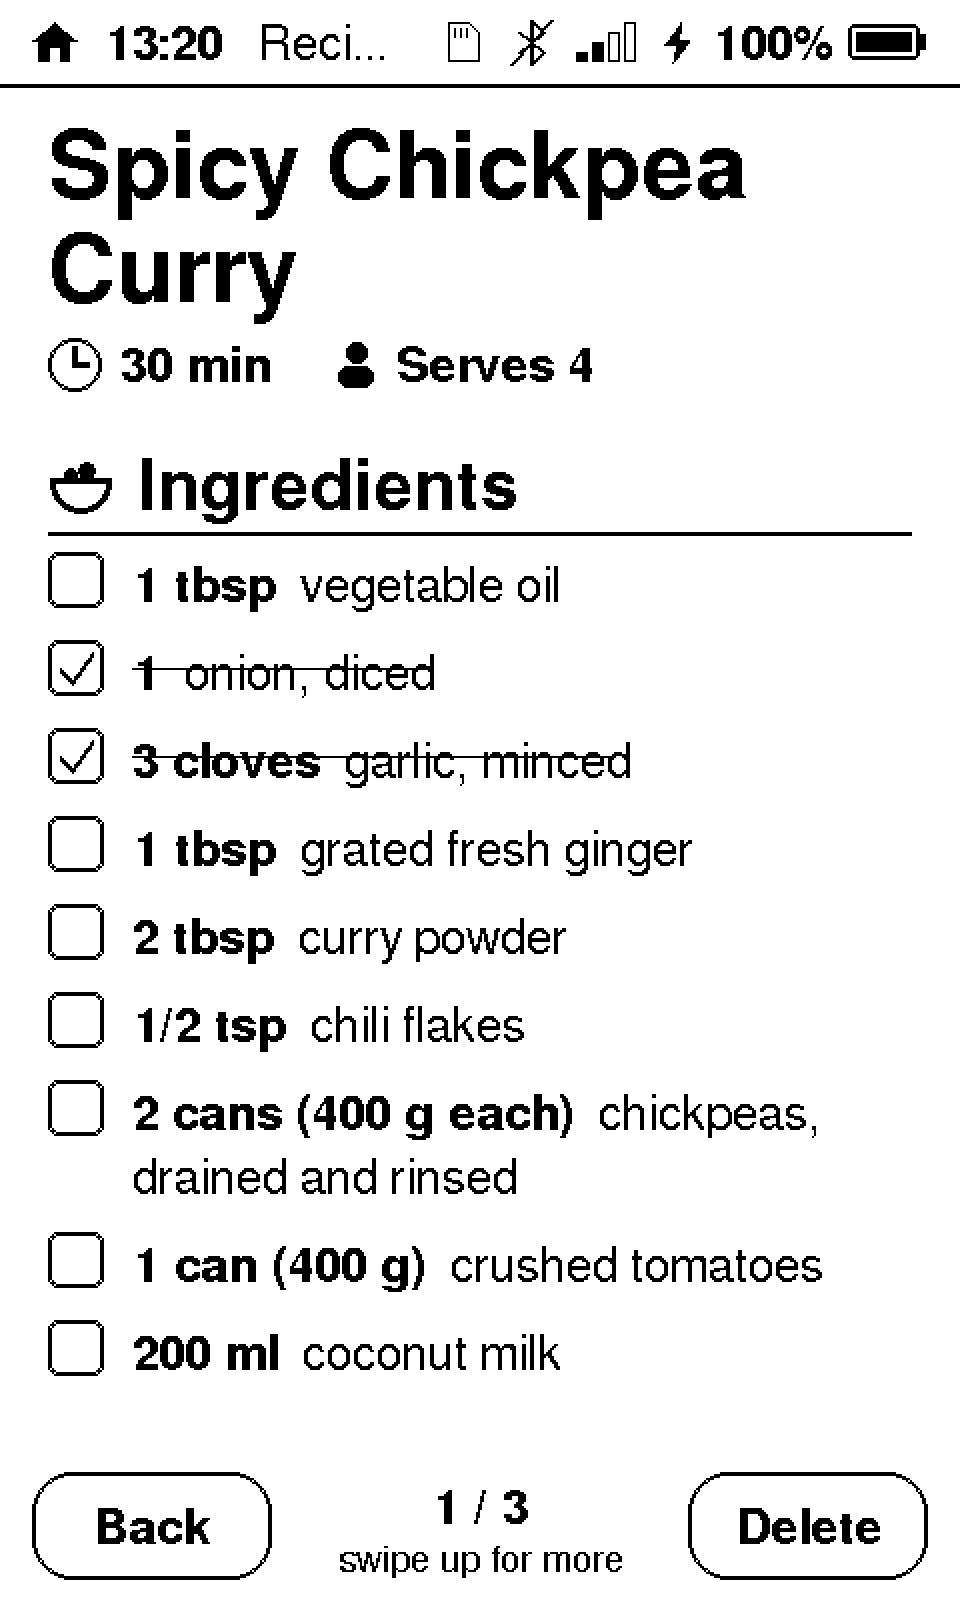 13:20 Reci... 100%
Spicy Chickpea
Curry
30 min Serves 4
Ingredients
1 tbsp vegetable oil
1 onion, diced
3 cloves garlic, minced
1 tbsp grated fresh ginger
2 tbsp curry powder
1/2 tsp chili flakes
2 cans (400 g each) chickpeas,
drained and rinsed
1 can (400 g) crushed tomatoes
200 ml coconut milk
Back 1 / 3 Delete
swipe up for more